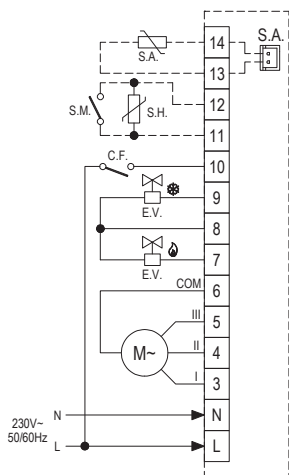 14
S.A.
S.A.
13
12
S.M.
S.H.
11
C.F.
10
9
E.V.
8
7
E.V.
COM
6
III
5
M~
II
4
I
3
230V~
50/60Hz
N
N
L
L